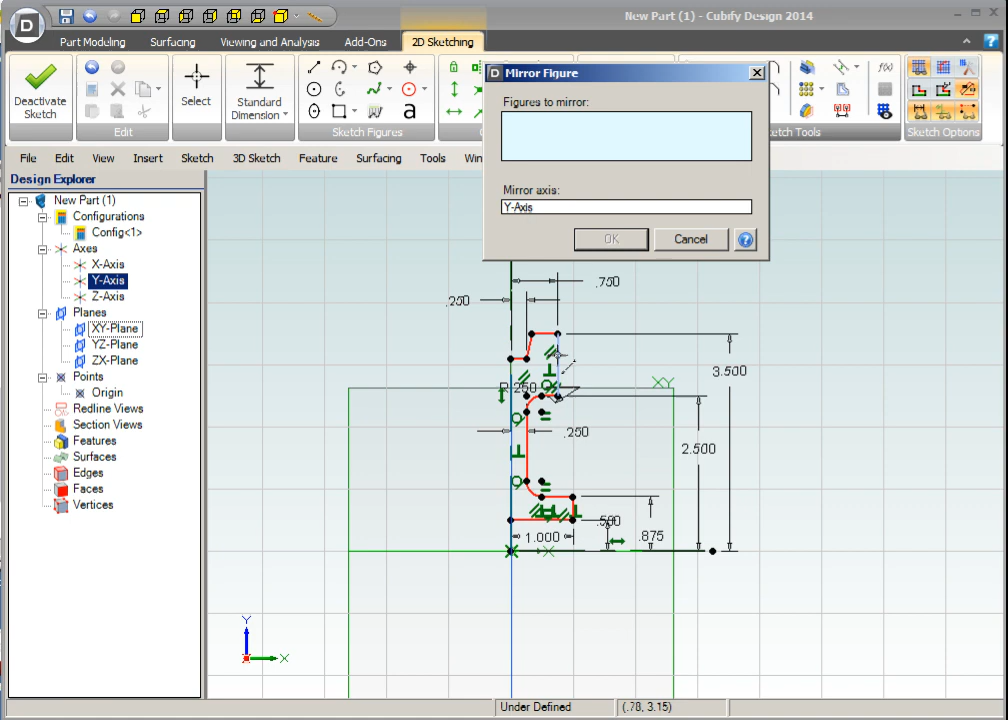 New Part (1) - Cubify Design 2014
Part Modeling
Surfacing
Viewing and Analysis
Add-Ons
2D Sketching
Deactivate
Sketch
Edit
Select
Standard
Dimension
a
Sketch Figures
f(x)
etch Tools
Sketch Options
File
Edit
View
Insert
Sketch
3D Sketch
Feature
Surfacing
Tools
Win
Mirror Figure
Figures to mirror:
Mirror axis:
Y-Axis
OK
Cancel
Design Explorer
New Part (1)
Configurations
Config<1>
Axes
X-Axis
Y-Axis
Z-Axis
Planes
XY-Plane
YZ-Plane
ZX-Plane
Points
Origin
Redline Views
Section Views
Features
Surfaces
Edges
Faces
Vertices
.750
.250
3.500
XY
R.250
.250
2.500
.500
1.000
.875
X
Y
X
Under Defined
(.78, 3.15)